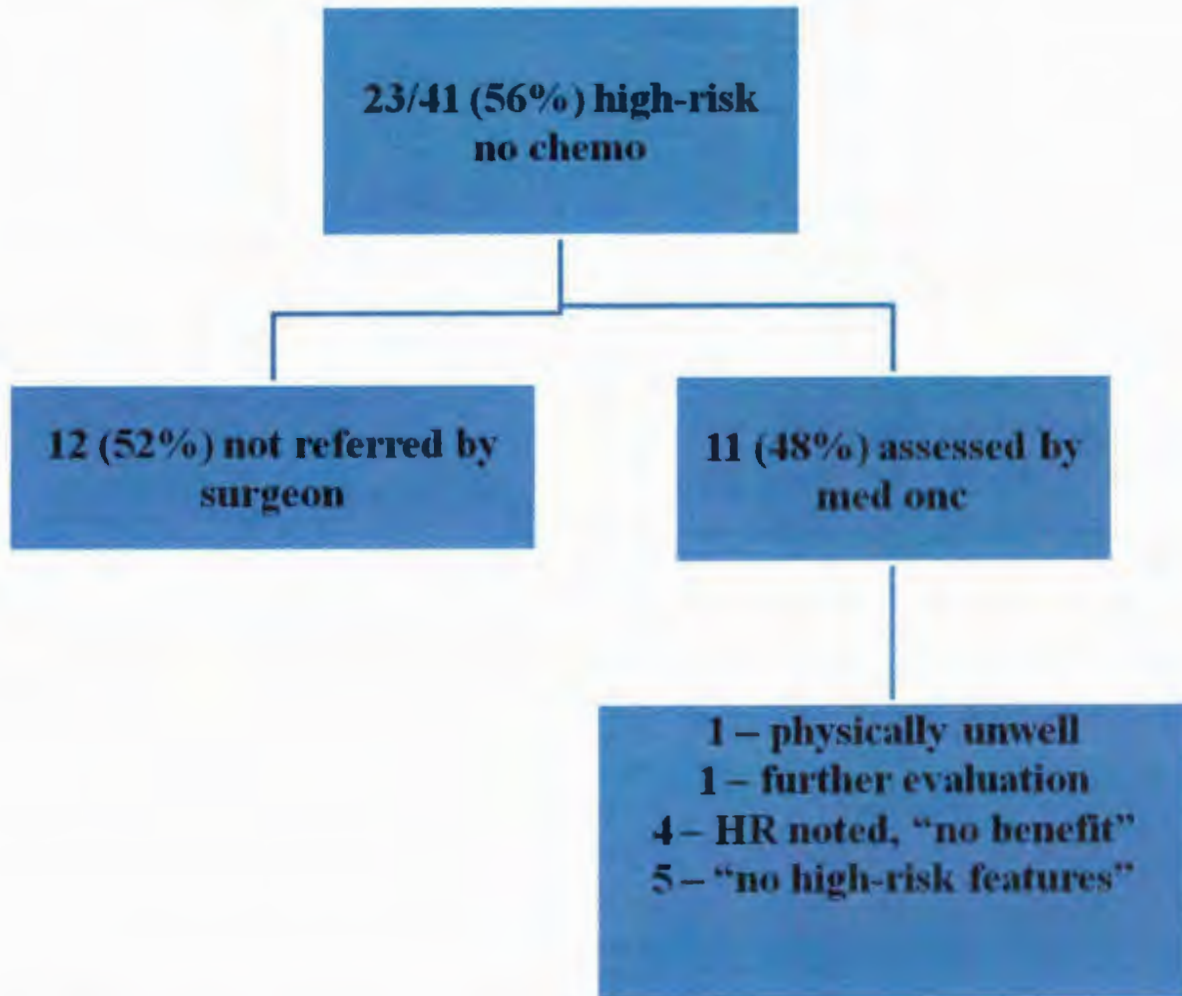 23/41 (56%) high-risk
no chemo
12 (52%) not referred by
surgeon
11 (48%) assessed by
med onc
1 – physically unwell
1 – further evaluation
4 – HR noted, “no benefit”
5 – “no high-risk features”